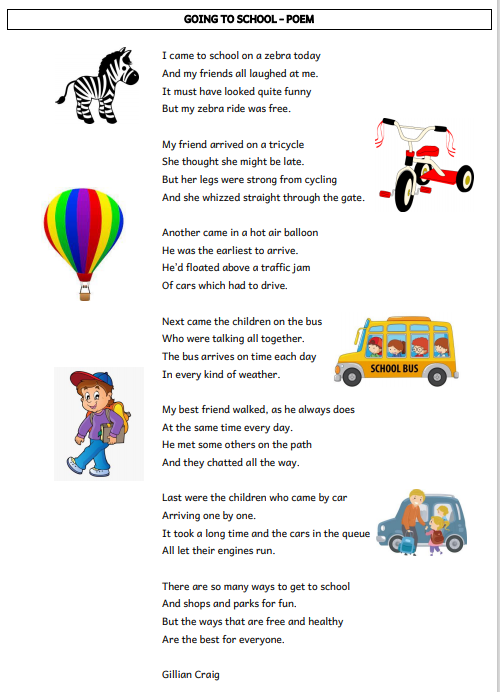 GOING TO SCHOOL – POEM
I came to school on a zebra today
And my friends all laughed at me.
It must have looked quite funny
But my zebra ride was free.
My friend arrived on a tricycle
She thought she might be late.
But her legs were strong from cycling
And she whizzed straight through the gate.
Another came in a hot air balloon
He was the earliest to arrive.
He'd floated above a traffic jam
Of cars which had to drive.
Next came the children on the bus
Who were talking all together.
The bus arrives on time each day
In every kind of weather.
SCHOOL BUS
My best friend walked, as he always does
At the same time every day.
He met some others on the path
And they chatted all the way.
Last were the children who came by car
Arriving one by one.
It took a long time and the cars in the queue
All let their engines run.
There are so many ways to get to school
And shops and parks for fun.
But the ways that are free and healthy
Are the best for everyone.
Gillian Craig